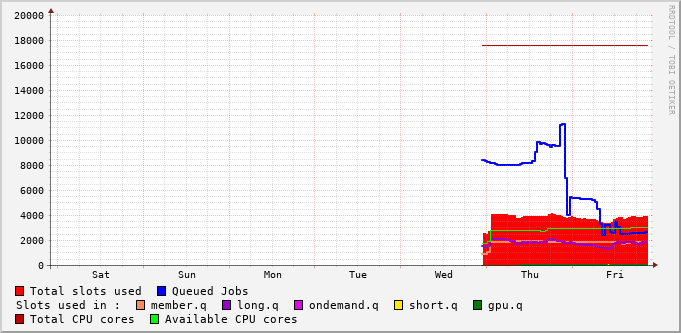 20000
18000
16000
14000
12000
10000
8000
6000
4000
2000
0
Sat Sun Mon Tue Wed Thu Fri
RRDTOOL / TOBI OETIKER
Total slots used Queued Jobs
Slots used in : member.q long.q ondemand.q short.q gpu.q
Total CPU cores Available CPU cores